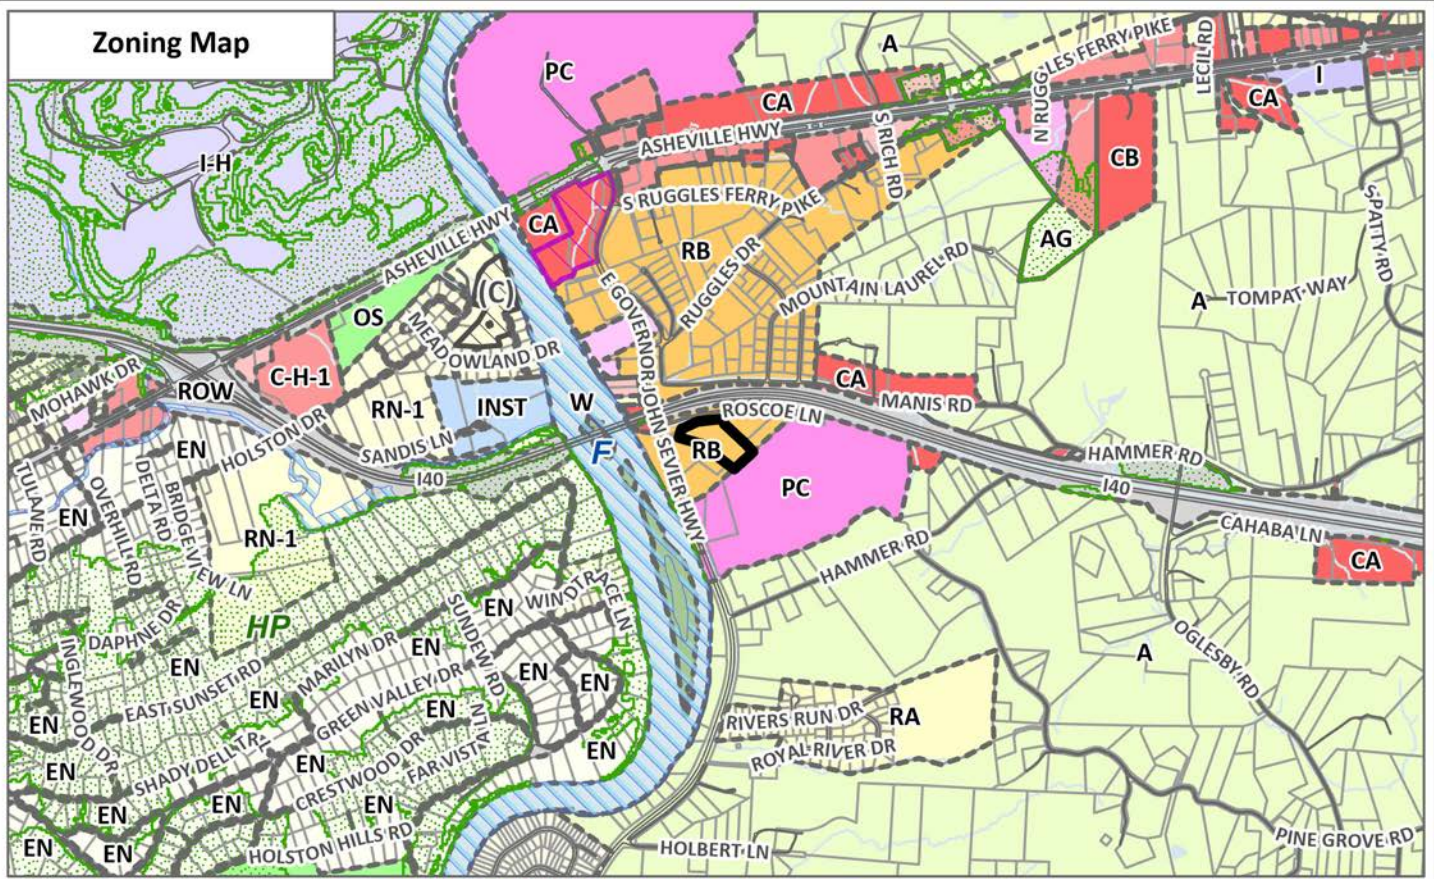 Zoning Map
PC
A
N RUGGLES FERRY PIKE
LECIL RD
I
CA
CA
ASHEVILLE HWY
S RICH RD
CB
I-H
S RUGGLES FERRY PIKE
S PATTY RD
CA
ASHEVILLE HWY
RB
AG
E GOVERNOR JOHN SEVIER HWY
RUGGLES DR
MOUNTAIN LAUREL RD
A
TOMPAT WAY
(C)
OS
MEADOWLAND DR
MOHAWK DR
ROW
C-H-1
RN-1
INST
W
CA
MANIS RD
ROSCOE LN
HOLSTON DR
SANDIS LN
EN
F
RB
HAMMER RD
I40
I40
PC
TULANE RD
OVERHILL RD
DELTA RD
BRIDGE VIEW LN
EN
RN-1
CAHABA LN
HAMMER RD
CA
WINDTRACE LN
SUNDEW RD
EN
DAPHNE DR
HP
INGLEWOOD DR
EN
MARILYN DR
EN
EAST SUNSET RD
GREEN VALLEY DR
EN
EN
A
OGLESBY RD
EN
EN
EN
FAR VISTA LN
RIVERS RUN DR
RA
ROYAL RIVER DR
SHADY DELL TR
EN
EN
EN
CRESTWOOD DR
EN
EN
EN
HOLSTON HILLS RD
EN
EN
HOLBERT LN
PINE GROVE RD